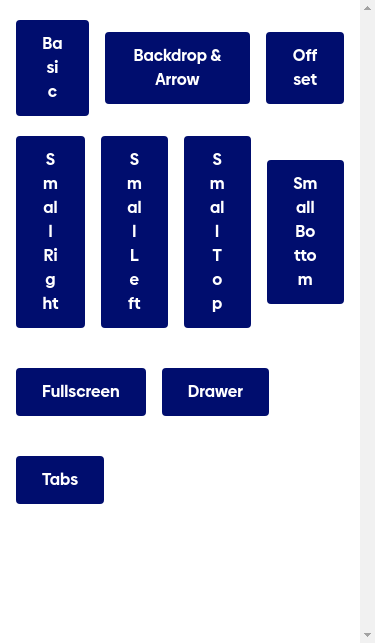 Ba
si
c
Backdrop &
Arrow
Off
set
S
m
al
l
Ri
g
ht
S
m
al
l
L
e
ft
S
m
al
l
T
o
p
Sm
all
Bo
tto
m
Fullscreen
Drawer
Tabs